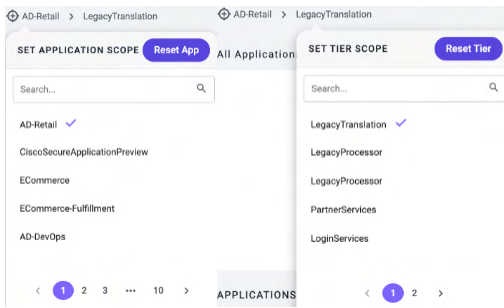 AD-Retail > LegacyTranslation
SET APPLICATION SCOPE Reset App
Search...
AD-Retail
CiscoSecureApplicationPreview
ECommerce
ECommerce-Fulfillment
AD-DevOps
< 1 2 3 ••• 10 >
AD-Retail > LegacyTranslation
All Application
SET TIER SCOPE Reset Tier
Search...
LegacyTranslation
LegacyProcessor
LegacyProcessor
PartnerServices
LoginServices
APPLICATIONS
< 1 2 >